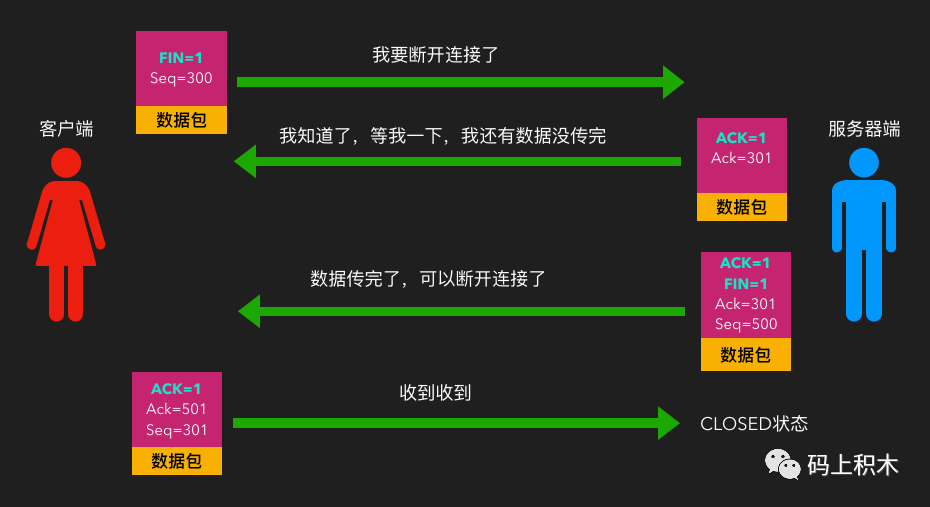 FIN=1
Seq=300
数据包
我要断开连接了
客户端
服务器端
我知道了，等我一下，我还有数据没传完
ACK=1
Ack=301
数据包
数据传完了，可以断开连接了
ACK=1
FIN=1
Ack=301
Seq=500
数据包
ACK=1
Ack=501
Seq=301
数据包
收到收到
CLOSED状态
码上积木